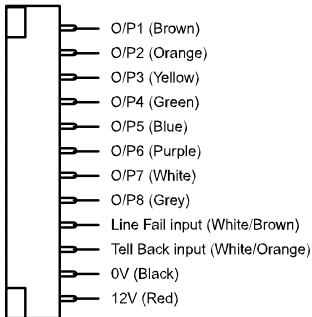 O/P1 (Brown)
O/P2 (Orange)
O/P3 (Yellow)
O/P4 (Green)
O/P5 (Blue)
O/P6 (Purple)
O/P7 (White)
O/P8 (Grey)
Line Fail input (White/Brown)
Tell Back input (White/Orange)
0V (Black)
12V (Red)